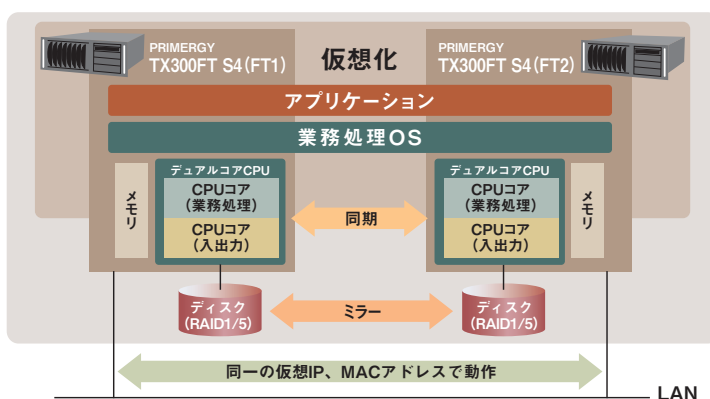 PRIMERGY
TX300FT S4(FT1)
仮想化
PRIMERGY
TX300FT S4(FT2)
アプリケーション
業務処理OS
メモリ
デュアルコアCPU
CPUコア
(業務処理)
CPUコア
(入出力)
同期
デュアルコアCPU
CPUコア
(業務処理)
CPUコア
(入出力)
メモリ
ディスク
(RAID1/5)
ミラー
ディスク
(RAID1/5)
同一の仮想IP、MACアドレスで動作
LAN